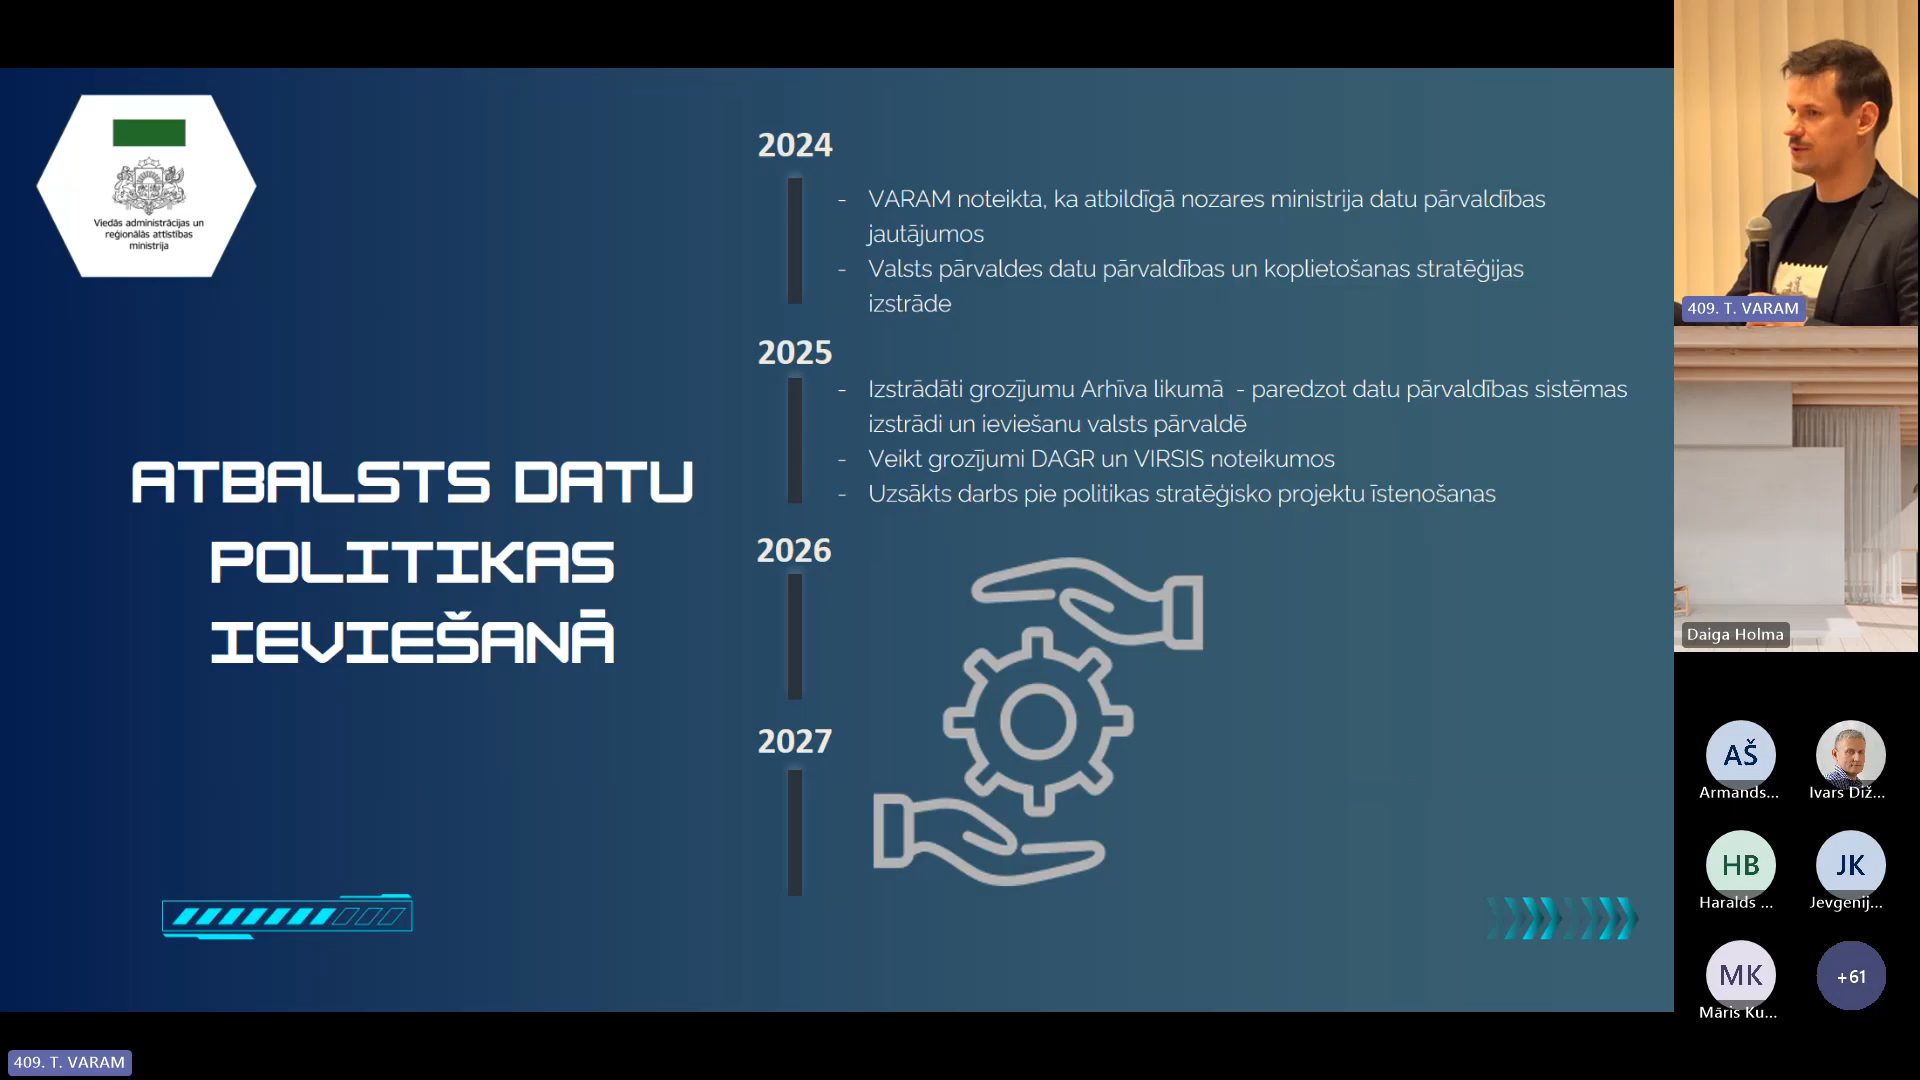 Viedās administrācijas un
reģionālās attīstības
ministrija
ATBALSTS DATU
POLITIKAS
IEVIEŠANĀ
2024
- VARAM noteikta, ka atbildīgā nozares ministrija datu pārvaldības
jautājumos
- Valsts pārvaldes datu pārvaldības un koplietošanas stratēģijas
izstrāde
2025
- Izstrādāti grozījumu Arhīva likumā - paredzot datu pārvaldības sistēmas
izstrādi un ieviešanu valsts pārvaldē
- Veikt grozījumi DAGR un VIRSIS noteikumos
- Uzsākts darbs pie politikas stratēģisko projektu īstenošanas
2026
2027
409. T. VARAM
Daiga Holma
AŠ
Armands...
Ivars Diž...
HB
Haralds ...
JK
Jevgenij...
MK
Māris Ku...
+61
409. T. VARAM